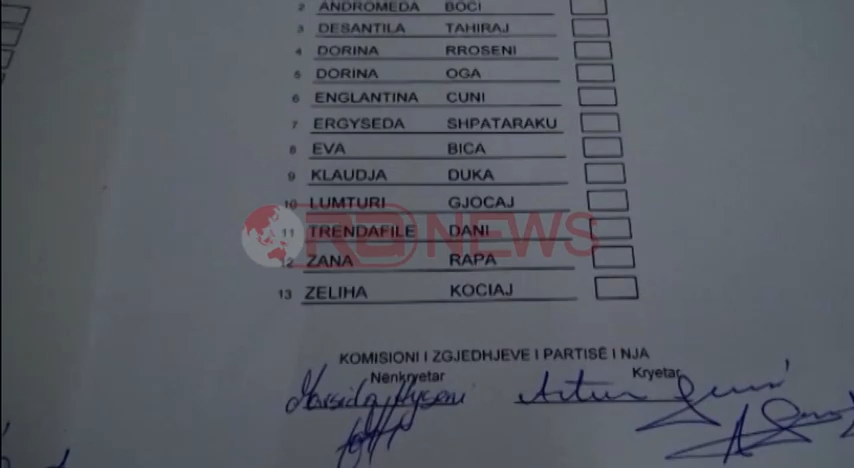 2 ANDROMEDA BOCI
3 DESANTILA TAHIRAJ
4 DORINA RROSENI
5 DORINA OGA
6 ENGLANTINA CUNI
7 ERGYSEDA SHPATARAKU
8 EVA BICA
9 KLAUDJA DUKA
10 LUMTURI GJOCAJ
11 TRENDAFILE DANI
NEWS
12 ZANA RAPA
13 ZELIHA KOCIAJ
KOMISIONI I ZGJEDHJEVE I PARTISË I NJA
Nenkryetar Kryetar
Artur